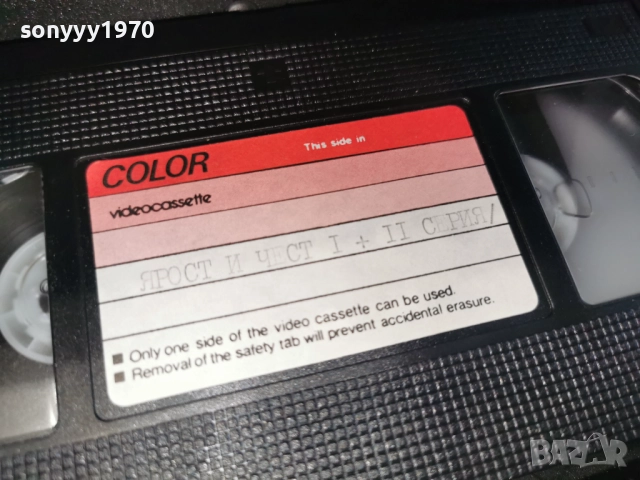 sonyyy1970
COLOR
This side in
videocassette
ЯРОСТ И ЧЕСТ I + II СЕРИЯ/
■ Only one side of the video cassette can be used.
■ Removal of the safety tab will prevent accidental erasure.
BAZAR